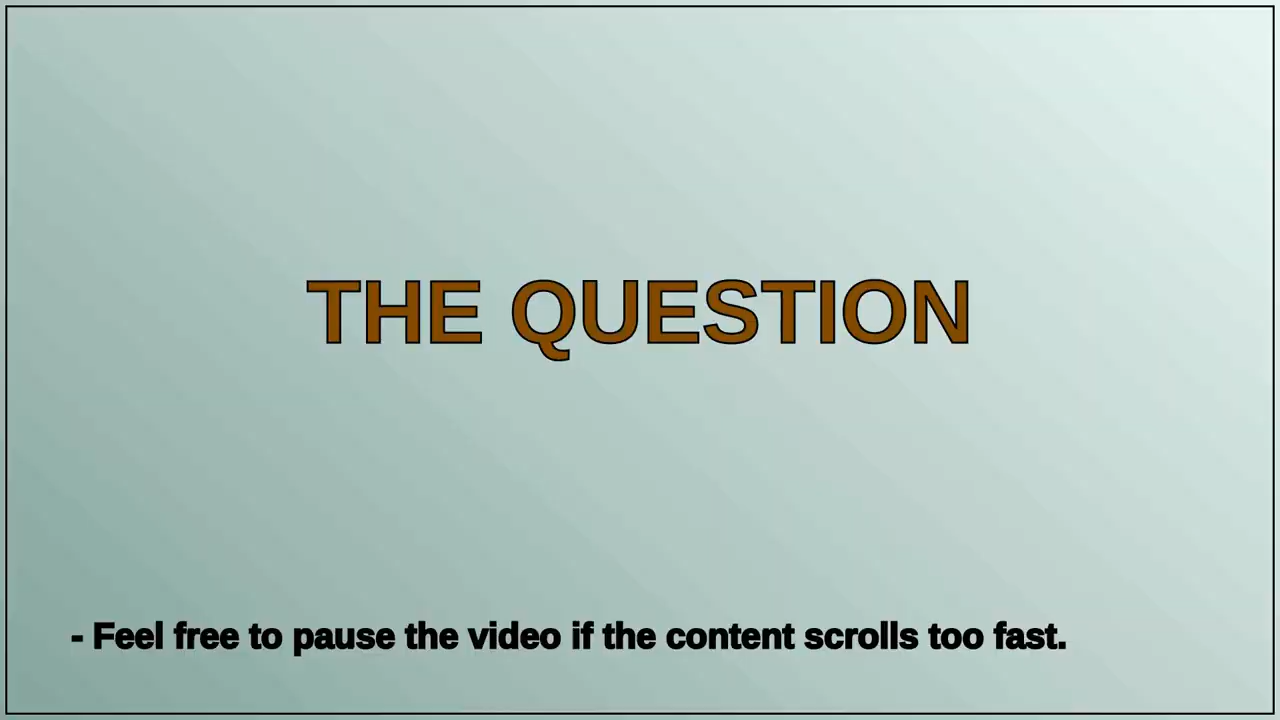 THE QUESTION
- Feel free to pause the video if the content scrolls too fast.